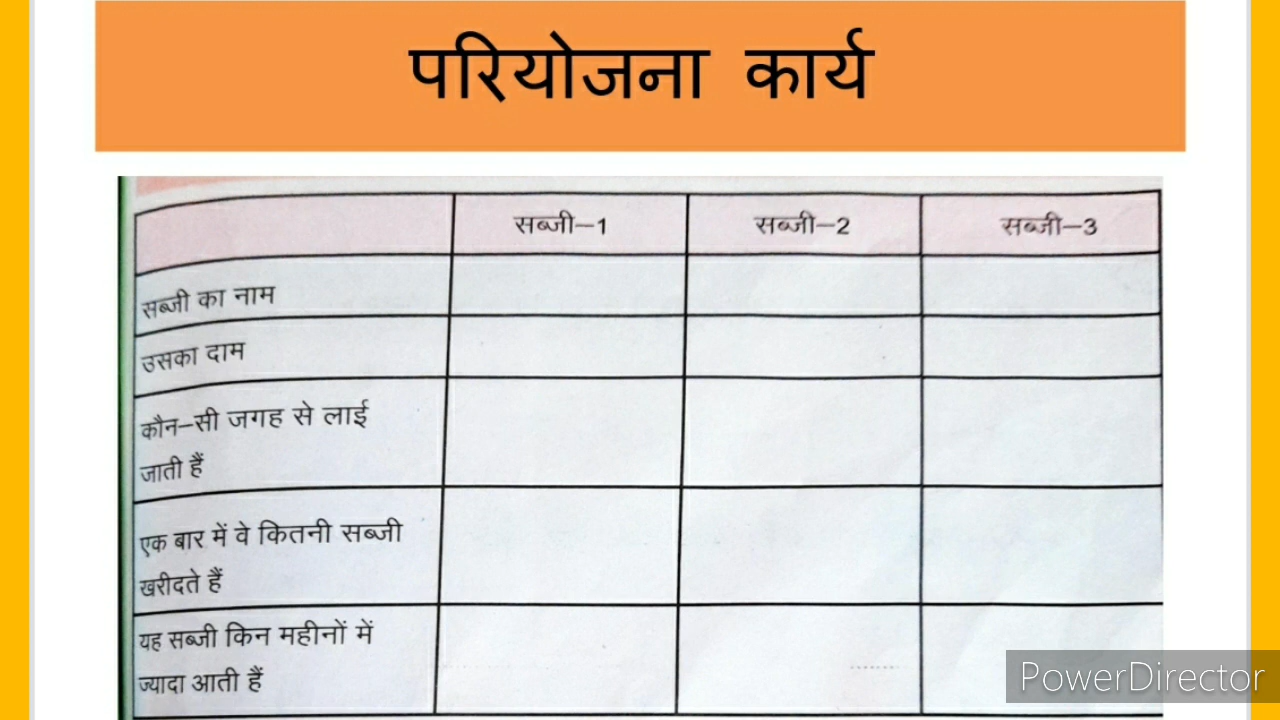 परियोजना कार्य
सब्जी–1 सब्जी–2 सब्जी–3
सब्जी का नाम
उसका दाम
कौन–सी जगह से लाई
जाती हैं
एक बार में वे कितनी सब्जी
खरीदते हैं
यह सब्जी किन महीनों में
ज्यादा आती हैं
PowerDirector